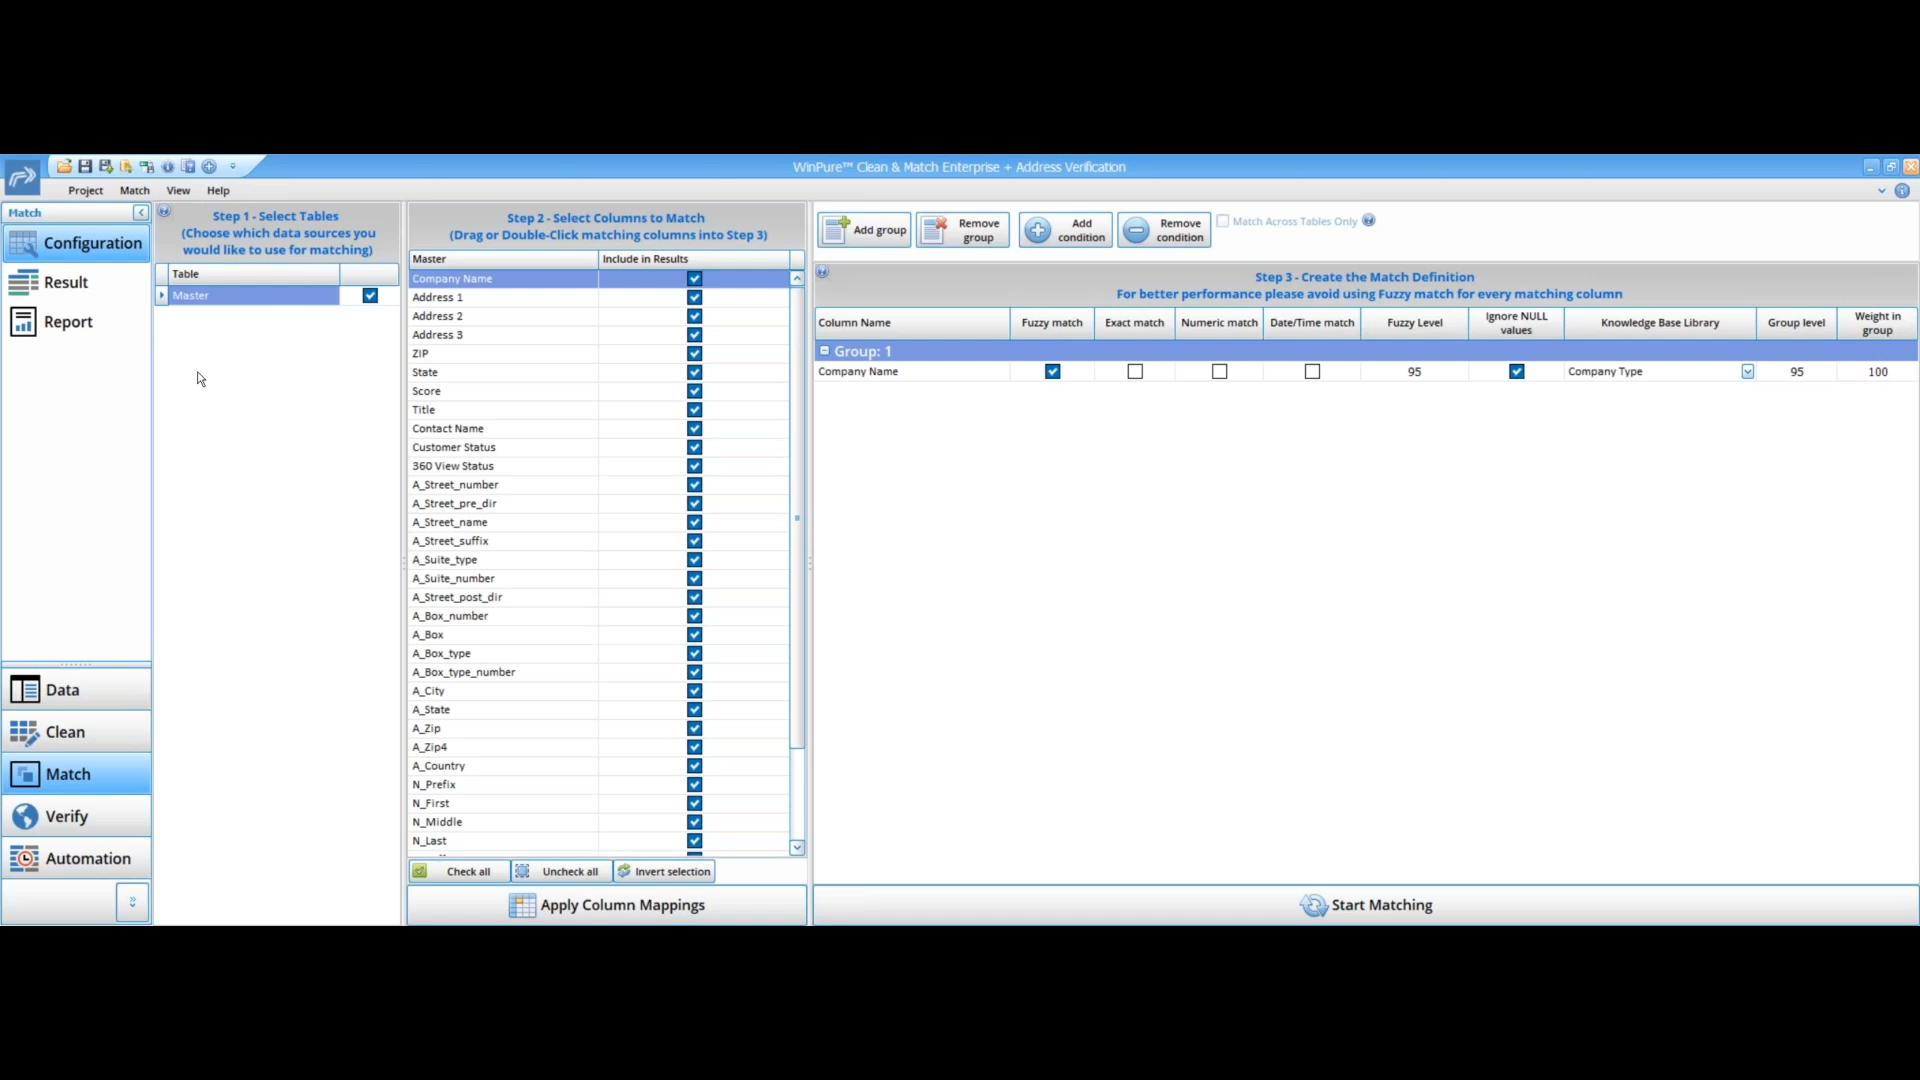 WinPure™ Clean & Match Enterprise + Address Verification
Project Match View Help
Match
Configuration
Result
Report
Data
Clean
Match
Verify
Automation
Step 1 - Select Tables
(Choose which data sources you
would like to use for matching)
Table
Master
Step 2 - Select Columns to Match
(Drag or Double-Click matching columns into Step 3)
Master Include in Results
Company Name
Address 1
Address 2
Address 3
ZIP
State
Score
Title
Contact Name
Customer Status
360 View Status
A_Street_number
A_Street_pre_dir
A_Street_name
A_Street_suffix
A_Suite_type
A_Suite_number
A_Street_post_dir
A_Box_number
A_Box
A_Box_type
A_Box_type_number
A_City
A_State
A_Zip
A_Zip4
A_Country
N_Prefix
N_First
N_Middle
N_Last
Check all Uncheck all Invert selection
Apply Column Mappings
Add group
Remove
group
Add
condition
Remove
condition
Match Across Tables Only
Step 3 - Create the Match Definition
For better performance please avoid using Fuzzy match for every matching column
Column Name Fuzzy match Exact match Numeric match Date/Time match Fuzzy Level Ignore NULL values Knowledge Base Library Group level Weight in group
Group: 1
Company Name 95 Company Type 95 100
Start Matching